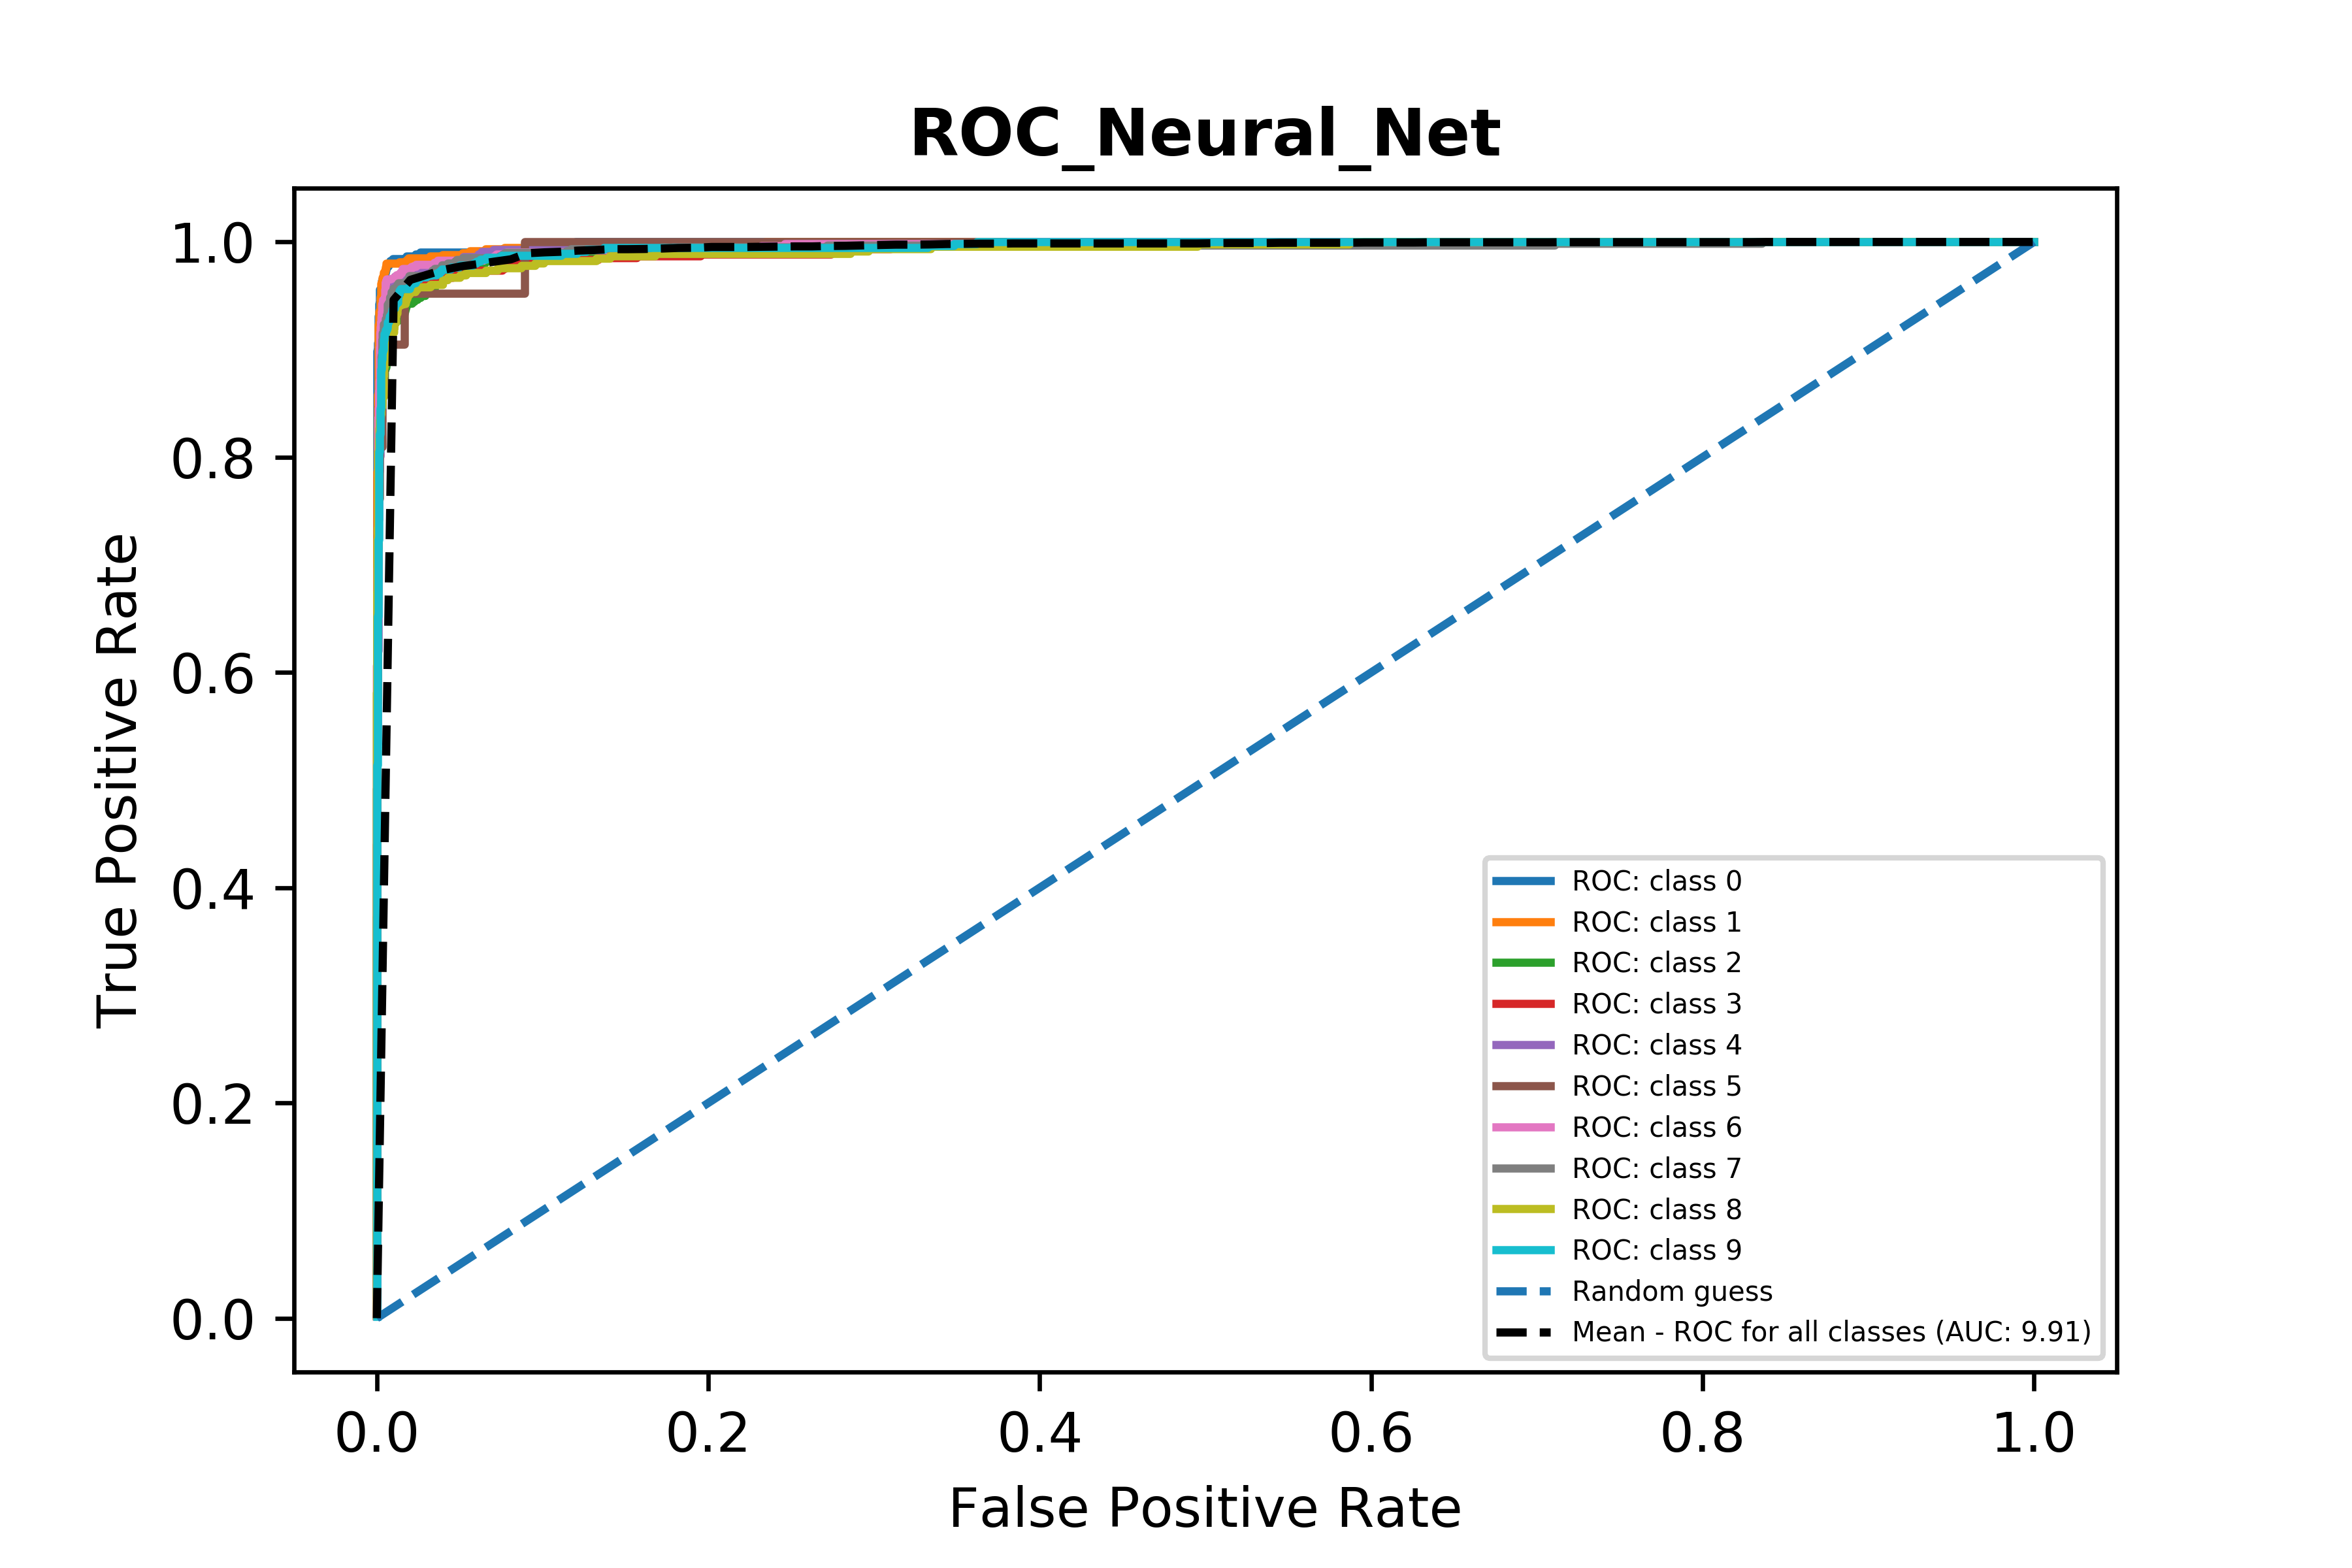 ROC_Neural_Net
1.0
0.8
0.6
0.4
0.2
0.0
True Positive Rate
ROC: class 0
ROC: class 1
ROC: class 2
ROC: class 3
ROC: class 4
ROC: class 5
ROC: class 6
ROC: class 7
ROC: class 8
ROC: class 9
Random guess
Mean - ROC for all classes (AUC: 9.91)
0.0 0.2 0.4 0.6 0.8 1.0
False Positive Rate